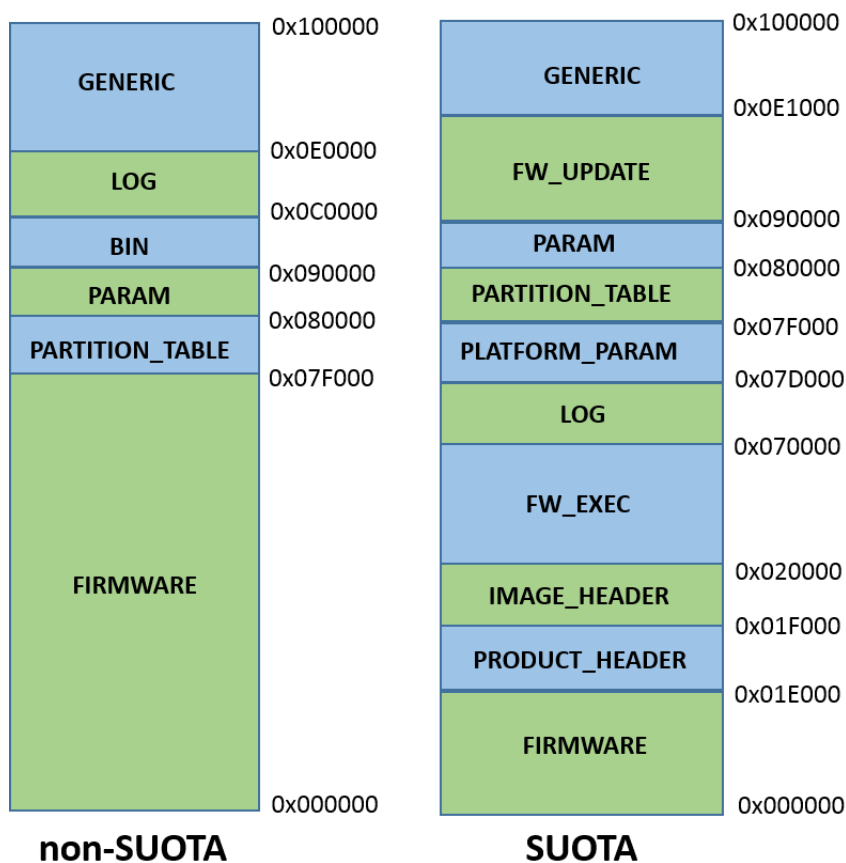 0x100000
GENERIC
0x0E0000
LOG
0x0C0000
BIN
0x090000
PARAM
0x080000
PARTITION_TABLE
0x07F000
FIRMWARE
0x000000
non-SUOTA
0x100000
GENERIC
0x0E1000
FW_UPDATE
0x090000
PARAM
0x080000
PARTITION_TABLE
0x07F000
PLATFORM_PARAM
0x07D000
LOG
0x070000
FW_EXEC
0x020000
IMAGE_HEADER
0x01F000
PRODUCT_HEADER
0x01E000
FIRMWARE
0x000000
SUOTA